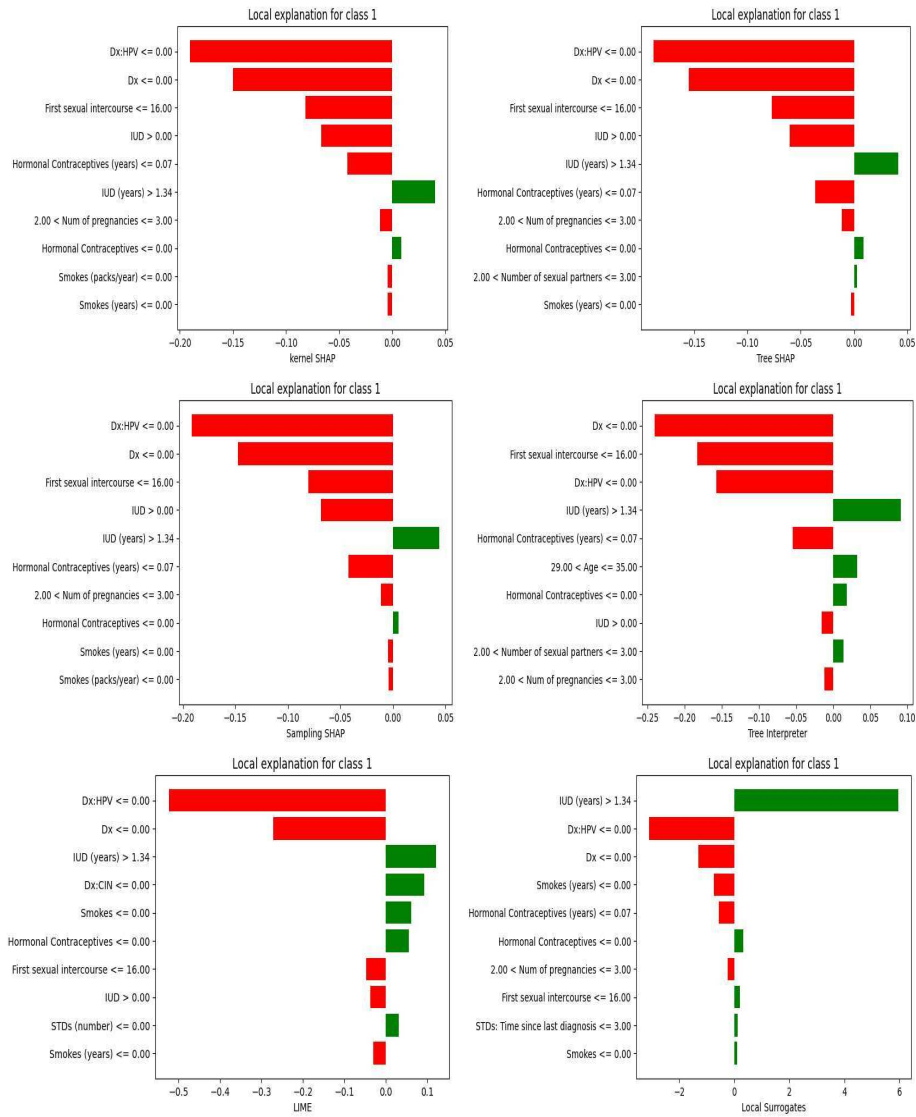 Local explanation for class 1
Dx:HPV <= 0.00
Dx <= 0.00
First sexual intercourse <= 16.00
IUD > 0.00
Hormonal Contraceptives (years) <= 0.07
IUD (years) > 1.34
2.00 < Num of pregnancies <= 3.00
Hormonal Contraceptives <= 0.00
Smokes (packs/year) <= 0.00
Smokes (years) <= 0.00
−0.20 −0.15 −0.10 −0.05 0.00 0.05
kernel SHAP
Local explanation for class 1
Dx:HPV <= 0.00
Dx <= 0.00
First sexual intercourse <= 16.00
IUD > 0.00
IUD (years) > 1.34
Hormonal Contraceptives (years) <= 0.07
2.00 < Num of pregnancies <= 3.00
Hormonal Contraceptives <= 0.00
2.00 < Number of sexual partners <= 3.00
Smokes (years) <= 0.00
−0.15 −0.10 −0.05 0.00 0.05
Tree SHAP
Local explanation for class 1
Dx:HPV <= 0.00
Dx <= 0.00
First sexual intercourse <= 16.00
IUD > 0.00
IUD (years) > 1.34
Hormonal Contraceptives (years) <= 0.07
2.00 < Num of pregnancies <= 3.00
Hormonal Contraceptives <= 0.00
Smokes (years) <= 0.00
Smokes (packs/year) <= 0.00
−0.20 −0.15 −0.10 −0.05 0.00 0.05
Sampling SHAP
Local explanation for class 1
Dx <= 0.00
First sexual intercourse <= 16.00
Dx:HPV <= 0.00
IUD (years) > 1.34
Hormonal Contraceptives (years) <= 0.07
29.00 < Age <= 35.00
Hormonal Contraceptives <= 0.00
IUD > 0.00
2.00 < Number of sexual partners <= 3.00
2.00 < Num of pregnancies <= 3.00
−0.25 −0.20 −0.15 −0.10 −0.05 0.00 0.05 0.10
Tree Interpreter
Local explanation for class 1
Dx:HPV <= 0.00
Dx <= 0.00
IUD (years) > 1.34
Dx:CIN <= 0.00
Smokes <= 0.00
Hormonal Contraceptives <= 0.00
First sexual intercourse <= 16.00
IUD > 0.00
STDs (number) <= 0.00
Smokes (years) <= 0.00
−0.5 −0.4 −0.3 −0.2 −0.1 0.0 0.1
LIME
Local explanation for class 1
IUD (years) > 1.34
Dx:HPV <= 0.00
Dx <= 0.00
Smokes (years) <= 0.00
Hormonal Contraceptives (years) <= 0.07
Hormonal Contraceptives <= 0.00
2.00 < Num of pregnancies <= 3.00
First sexual intercourse <= 16.00
STDs: Time since last diagnosis <= 3.00
Smokes <= 0.00
−2 0 2 4 6
Local Surrogates